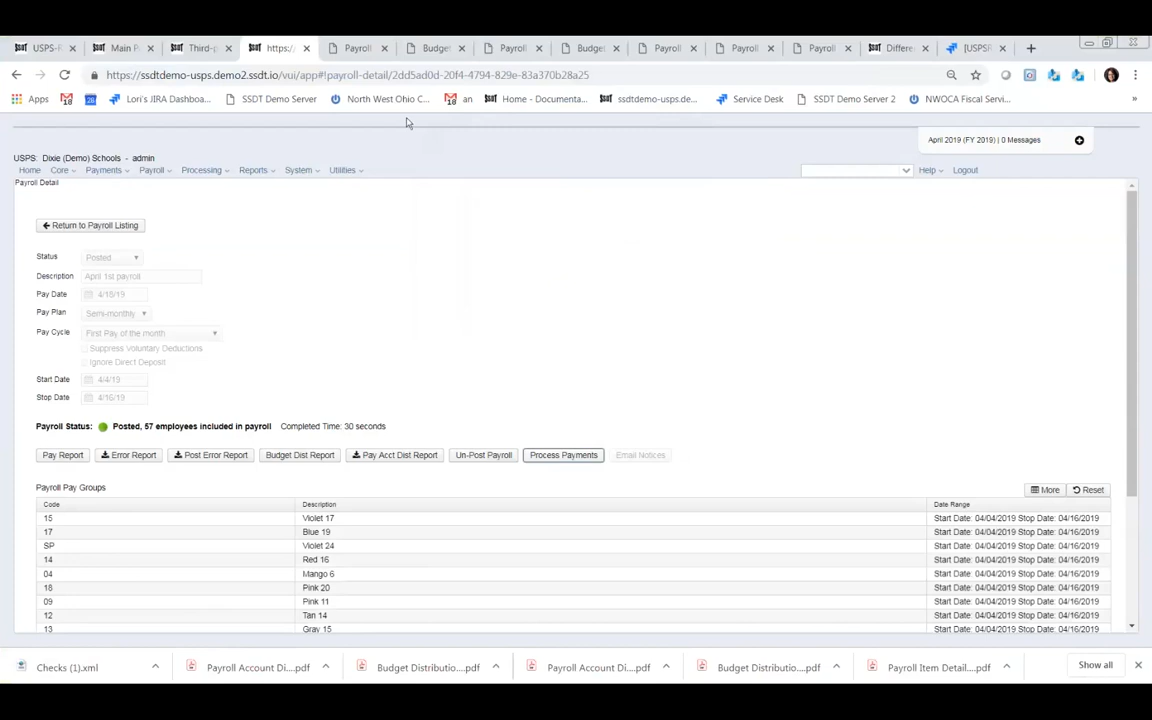 USPS-R
Main P
Third-p
https:/
Payroll
Budget
Payroll
Budget
Payroll
Payroll
Payroll
Differe
[USPSR
https://ssdtdemo-usps.demo2.ssdt.io/vui/app#!payroll-detail/2dd5ad0d-20f4-4794-829e-83a370b28a25
Apps
Lori's JIRA Dashboa...
SSDT Demo Server
North West Ohio C...
an
Home - Documenta...
ssdtdemo-usps.de...
Service Desk
SSDT Demo Server 2
NWOCA Fiscal Servi...
»
April 2019 (FY 2019) | 0 Messages
USPS: Dixie (Demo) Schools - admin
Home Core Payments Payroll Processing Reports System Utilities Help Logout
Payroll Detail
Return to Payroll Listing
Status Posted
Description April 1st payroll
Pay Date 4/18/19
Pay Plan Semi-monthly
Pay Cycle First Pay of the month
Suppress Voluntary Deductions
Ignore Direct Deposit
Start Date 4/4/19
Stop Date 4/16/19
Payroll Status: Posted, 57 employees included in payroll Completed Time: 30 seconds
Pay Report Error Report Post Error Report Budget Dist Report Pay Acct Dist Report Un-Post Payroll Process Payments Email Notices
Payroll Pay Groups More Reset
Code Description Date Range
15 Violet 17 Start Date: 04/04/2019 Stop Date: 04/16/2019
17 Blue 19 Start Date: 04/04/2019 Stop Date: 04/16/2019
SP Violet 24 Start Date: 04/04/2019 Stop Date: 04/16/2019
14 Red 16 Start Date: 04/04/2019 Stop Date: 04/16/2019
04 Mango 6 Start Date: 04/04/2019 Stop Date: 04/16/2019
18 Pink 20 Start Date: 04/04/2019 Stop Date: 04/16/2019
09 Pink 11 Start Date: 04/04/2019 Stop Date: 04/16/2019
12 Tan 14 Start Date: 04/04/2019 Stop Date: 04/16/2019
13 Gray 15 Start Date: 04/04/2019 Stop Date: 04/16/2019
Checks (1).xml
Payroll Account Di....pdf
Budget Distributio....pdf
Payroll Account Di....pdf
Budget Distributio....pdf
Payroll Item Detail....pdf
Show all